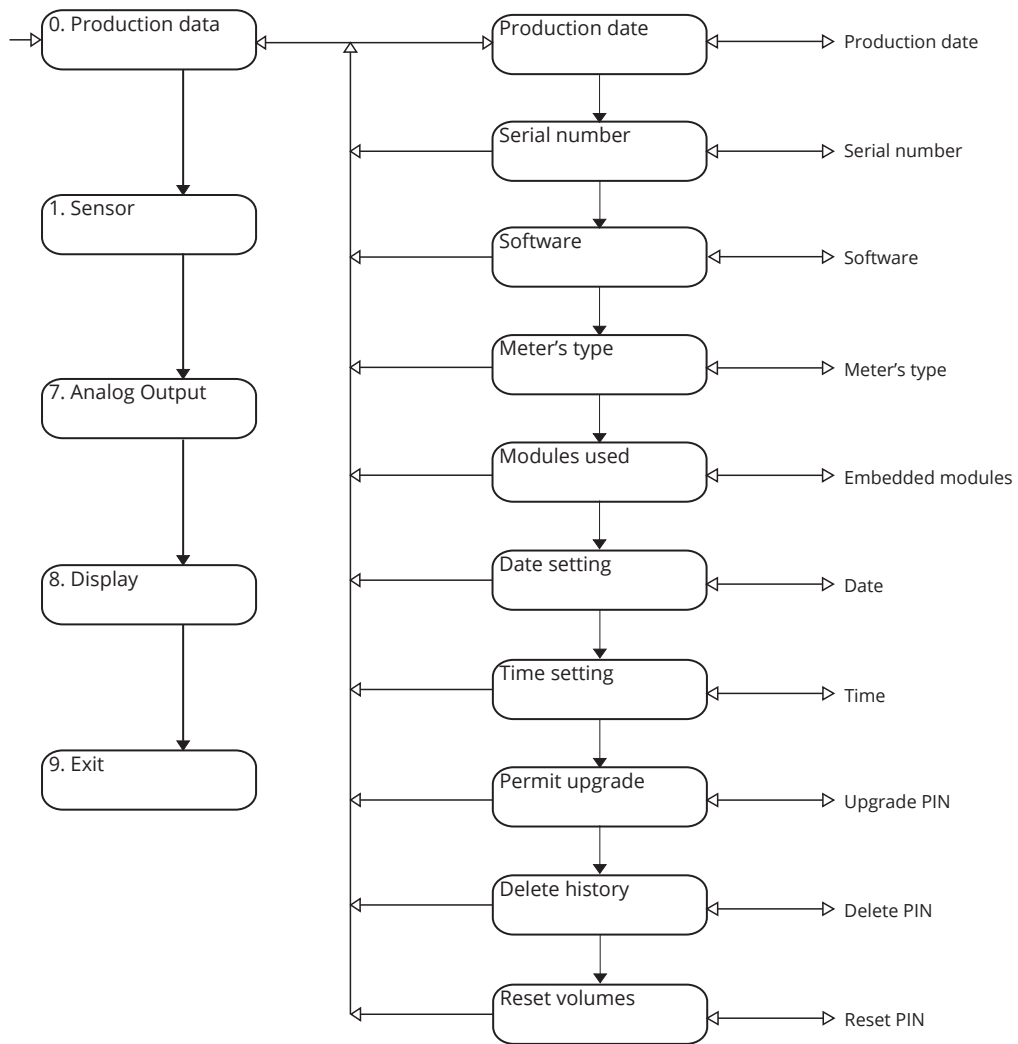 0. Production data
1. Sensor
7. Analog Output
8. Display
9. Exit
Production date
Serial number
Software
Meter’s type
Modules used
Date setting
Time setting
Permit upgrade
Delete history
Reset volumes
Production date
Serial number
Software
Meter's type
Embedded modules
Date
Time
Upgrade PIN
Delete PIN
Reset PIN